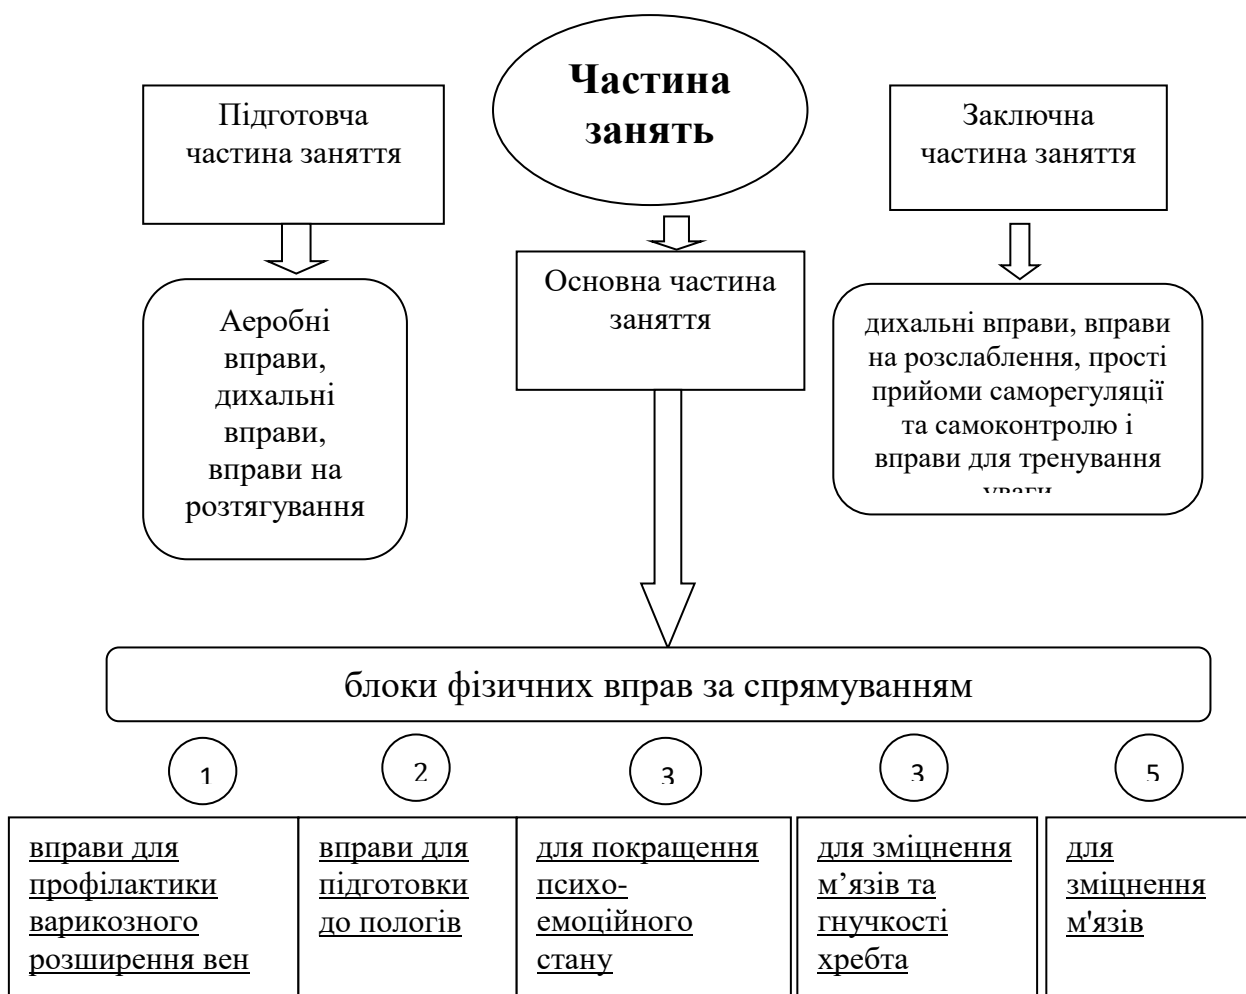 Частина
занять
Підготовча
частина заняття
Заключна
частина заняття
Основна частина
заняття
Аеробні
вправи,
дихальні
вправи,
вправи на
розтягування
дихальні вправи, вправи
на розслаблення, прості
прийоми саморегуляції
та самоконтролю і
вправи для тренування
уваги
блоки фізичних вправ за спрямуванням
1
2
3
3
5
вправи для
профілактики
варикозного
розширення вен
вправи для
підготовки
до пологів
для покращення
психо-
емоційного
стану
для зміцнення
м’язів та
гнучкості
хребта
для
зміцнення
м'язів